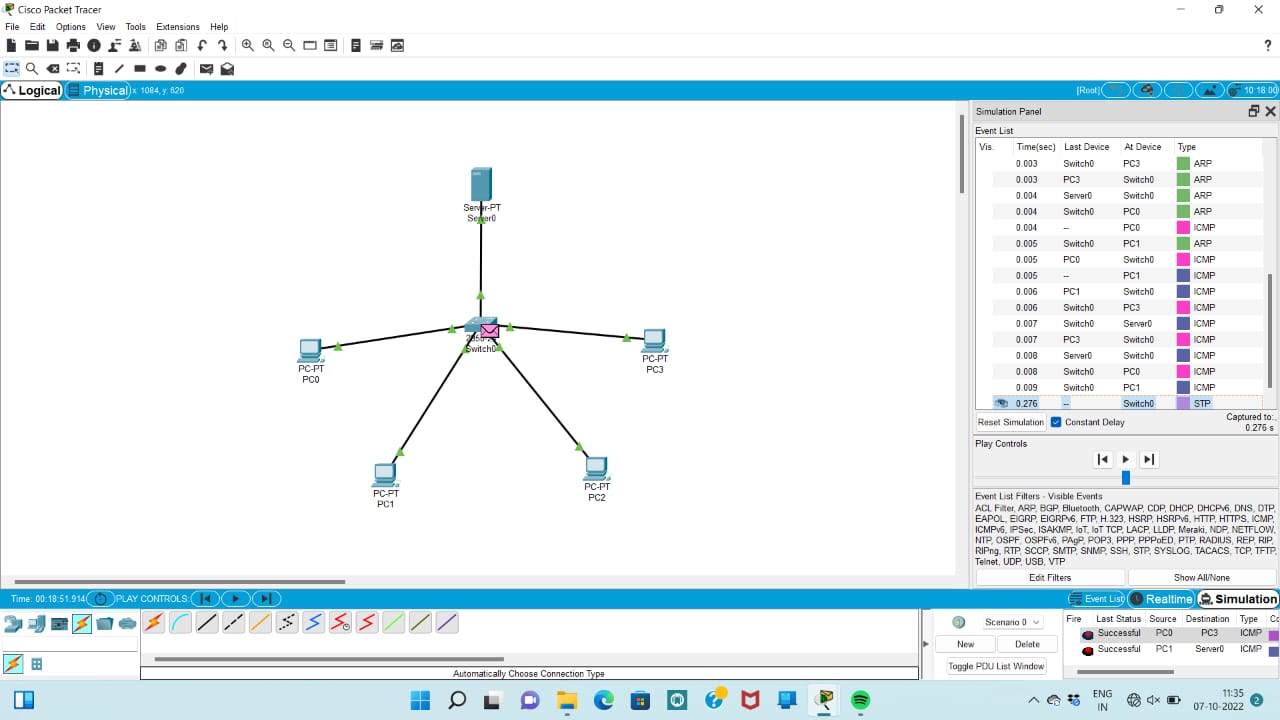 Cisco Packet Tracer
File Edit Options View Tools Extensions Help
?
Logical Physical x: 1084, y: 620 [Root] 10:18:00
Server-PT
Server0
Switch0
PC-PT
PC0
PC-PT
PC3
PC-PT
PC1
PC-PT
PC2
Simulation Panel
Event List
Vis. Time(sec) Last Device At Device Type
0.003 Switch0 PC3 ARP
0.003 PC3 Switch0 ARP
0.004 Server0 Switch0 ARP
0.004 Switch0 PC0 ARP
0.004 -- PC0 ICMP
0.005 Switch0 PC1 ARP
0.005 PC0 Switch0 ICMP
0.005 -- PC1 ICMP
0.006 PC1 Switch0 ICMP
0.006 Switch0 PC3 ICMP
0.007 Switch0 Server0 ICMP
0.007 PC3 Switch0 ICMP
0.008 Server0 Switch0 ICMP
0.008 Switch0 PC0 ICMP
0.009 Switch0 PC1 ICMP
0.276 -- Switch0 STP
Reset Simulation Constant Delay Captured to:
0.276 s
Play Controls
Event List Filters - Visible Events
ACL Filter, ARP, BGP, Bluetooth, CAPWAP, CDP, DHCP, DHCPv6, DNS, DTP,
EAPOL, EIGRP, EIGRPv6, FTP, H.323, HSRP, HSRPv6, HTTP, HTTPS, ICMP,
ICMPv6, IPSec, ISAKMP, IoT, IoT TCP, LACP, LLDP, Meraki, NDP, NETFLOW,
NTP, OSPF, OSPFv6, PAgP, POP3, PPP, PPPoED, PTP, RADIUS, REP, RIP,
RIPng, RTP, SCCP, SMTP, SNMP, SSH, STP, SYSLOG, TACACS, TCP, TFTP,
Telnet, UDP, USB, VTP
Edit Filters Show All/None
Time: 00:18:51.914 PLAY CONTROLS: Event List Realtime Simulation
Scenario 0
New Delete
Toggle PDU List Window
Fire Last Status Source Destination Type Co
Successful PC0 PC3 ICMP
Successful PC1 Server0 ICMP
Automatically Choose Connection Type
ENG
IN
11:35
07-10-2022
2